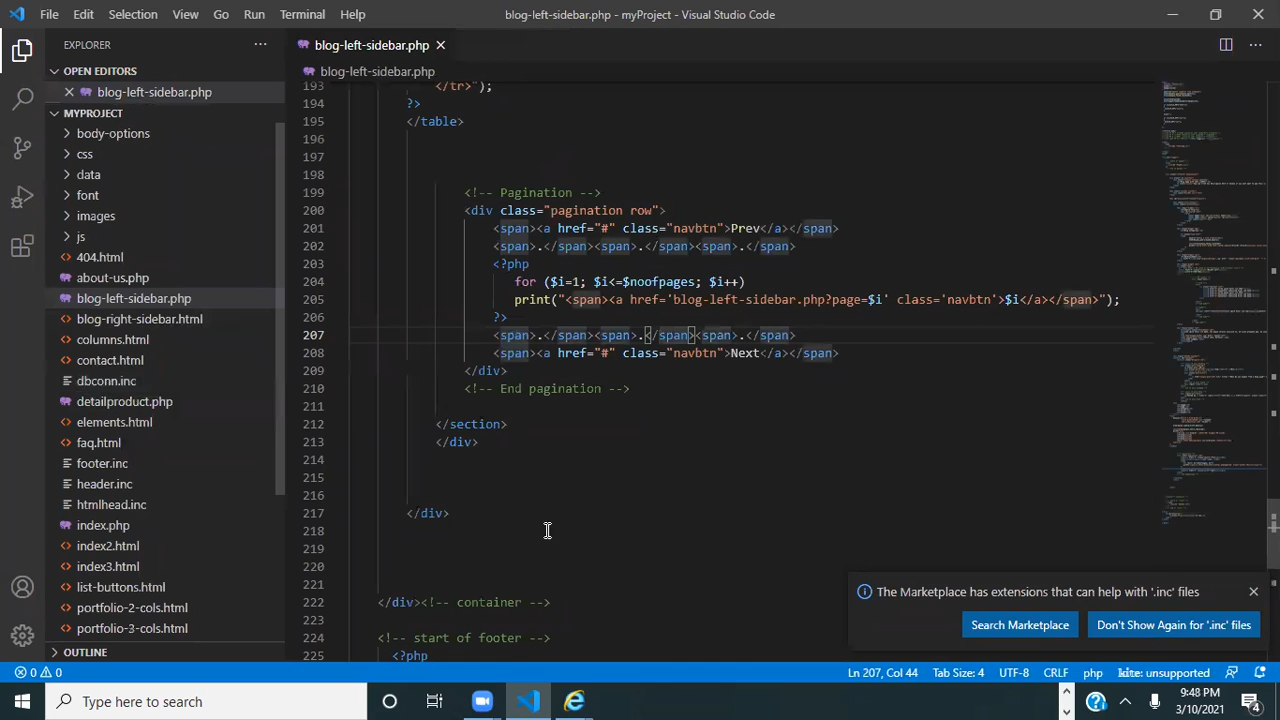 File Edit Selection View Go Run Terminal Help
blog-left-sidebar.php - myProject - Visual Studio Code
EXPLORER
OPEN EDITORS
blog-left-sidebar.php
MYPROJECT
body-options
css
data
font
images
js
404.html
about-us.php
blog-left-sidebar.php
blog-right-sidebar.html
columns.html
contact.html
dbconn.inc
detailproduct.php
elements.html
faq.html
footer.inc
header.inc
htmlhead.inc
index.php
index2.html
index3.html
list-buttons.html
portfolio-2-cols.html
portfolio-3-cols.html
OUTLINE
blog-left-sidebar.php
blog-left-sidebar.php
193 </tr>");
194 ?>
195 </table>
196
197
198
199 <!-- Pagination -->
200 <div class="pagination row">
201 <span><a href="#" class="navbtn">Prev</a></span>
202 <span>.</span><span>.</span><span>.</span>
203 <?php
204 for ($i=1; $i<=$noofpages; $i++)
205 print "<span><a href='blog-left-sidebar.php?page=$i' class='navbtn'>$i</a></span>");
206
207 <span>.</span><span>.</span><span>.</span>
208 <span><a href="#" class="navbtn">Next</a></span>
209 </div>
210 <!-- End pagination -->
211
212 </section>
213 </div>
214
215
216
217 </div>
218
219
220
221
222 </div><!-- container -->
223
224 <!-- start of footer -->
225 <?php
The Marketplace has extensions that can help with '.inc' files
Search Marketplace Don't Show Again for '.inc' files
0 0 Ln 207, Col 44 Tab Size: 4 UTF-8 CRLF php kite: unsupported
Type here to search
9:48 PM
3/10/2021
4